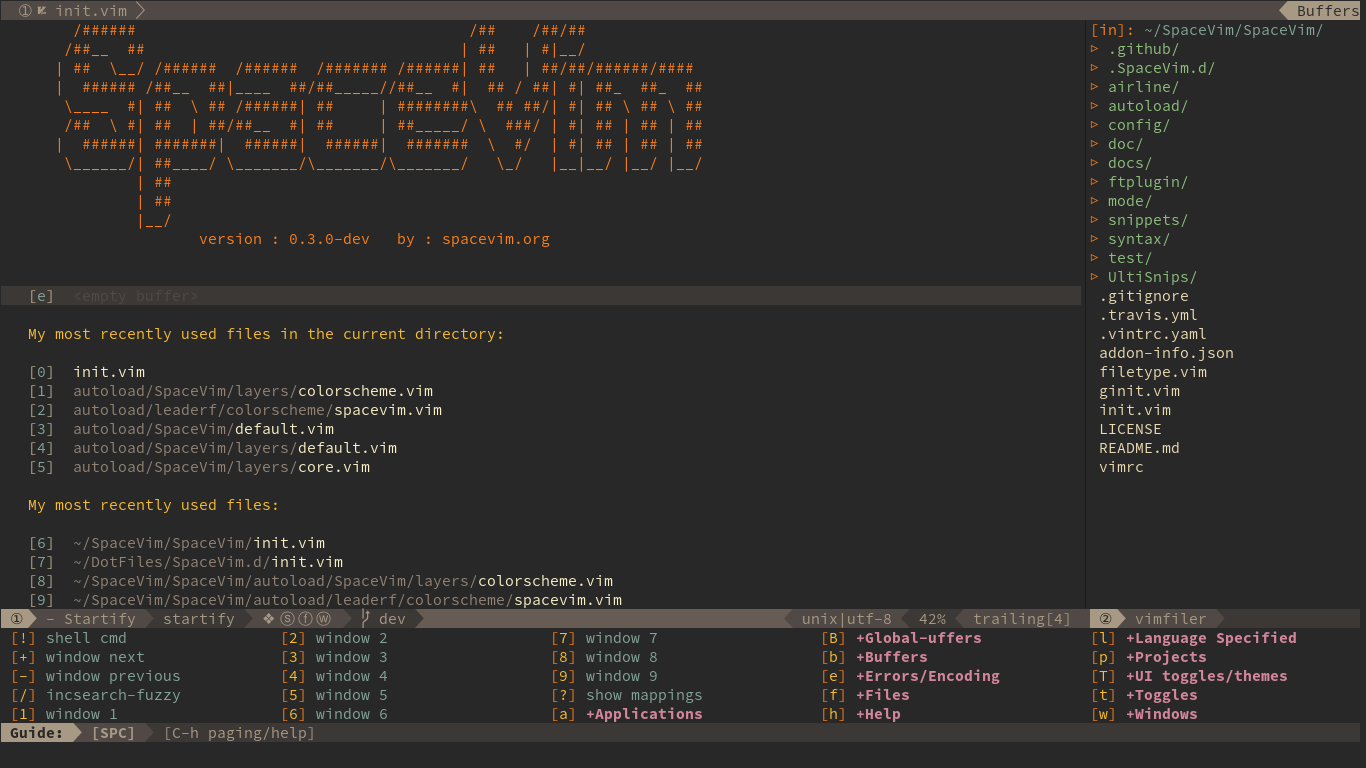 ① init.vim Buffers
/###### /## /##/##
/##__ ## | ## | #|__/
| ## \__/ /###### /###### /####### /######| ## | ##/##/######/####
| ###### /##__ ##|____ ##/##_____//##__ #| ## / ##| #| ##_ ##_ ##
\____ #| ## \ ## /######| ## | ########\ ## ##/| #| ## \ ## \ ##
/## \ #| ## | ##/##__ #| ## | ##_____/ \ ###/ | #| ## | ## | ##
| ######| #######| ######| ######| ####### \ #/ | #| ## | ## | ##
\______/| ##____/ \_______/\_______/\_______/ \_/ |__|__/ |__/ |__/
| ##
| ##
|__/
version : 0.3.0-dev by : spacevim.org
[e] <empty buffer>
My most recently used files in the current directory:
[0] init.vim
[1] autoload/SpaceVim/layers/colorscheme.vim
[2] autoload/leaderf/colorscheme/spacevim.vim
[3] autoload/SpaceVim/default.vim
[4] autoload/SpaceVim/layers/default.vim
[5] autoload/SpaceVim/layers/core.vim
My most recently used files:
[6] ~/SpaceVim/SpaceVim/init.vim
[7] ~/DotFiles/SpaceVim.d/init.vim
[8] ~/SpaceVim/SpaceVim/autoload/SpaceVim/layers/colorscheme.vim
[9] ~/SpaceVim/SpaceVim/autoload/leaderf/colorscheme/spacevim.vim
[in]: ~/SpaceVim/SpaceVim/
▷ .github/
▷ .SpaceVim.d/
▷ airline/
▷ autoload/
▷ config/
▷ doc/
▷ docs/
▷ ftplugin/
▷ mode/
▷ snippets/
▷ syntax/
▷ test/
▷ UltiSnips/
.gitignore
.travis.yml
.vintrc.yaml
addon-info.json
filetype.vim
ginit.vim
init.vim
LICENSE
README.md
vimrc
① - Startify startify ❖ ⓢ ⓕ ⓦ dev unix|utf-8 42% trailing[4] ② vimfiler
[!] shell cmd [2] window 2 [7] window 7 [B] +Global-uffers [l] +Language Specified
[+] window next [3] window 3 [8] window 8 [b] +Buffers [p] +Projects
[-] window previous [4] window 4 [9] window 9 [e] +Errors/Encoding [T] +UI toggles/themes
[/] incsearch-fuzzy [5] window 5 [?] show mappings [f] +Files [t] +Toggles
[1] window 1 [6] window 6 [a] +Applications [h] +Help [w] +Windows
Guide: [SPC] [C-h paging/help]